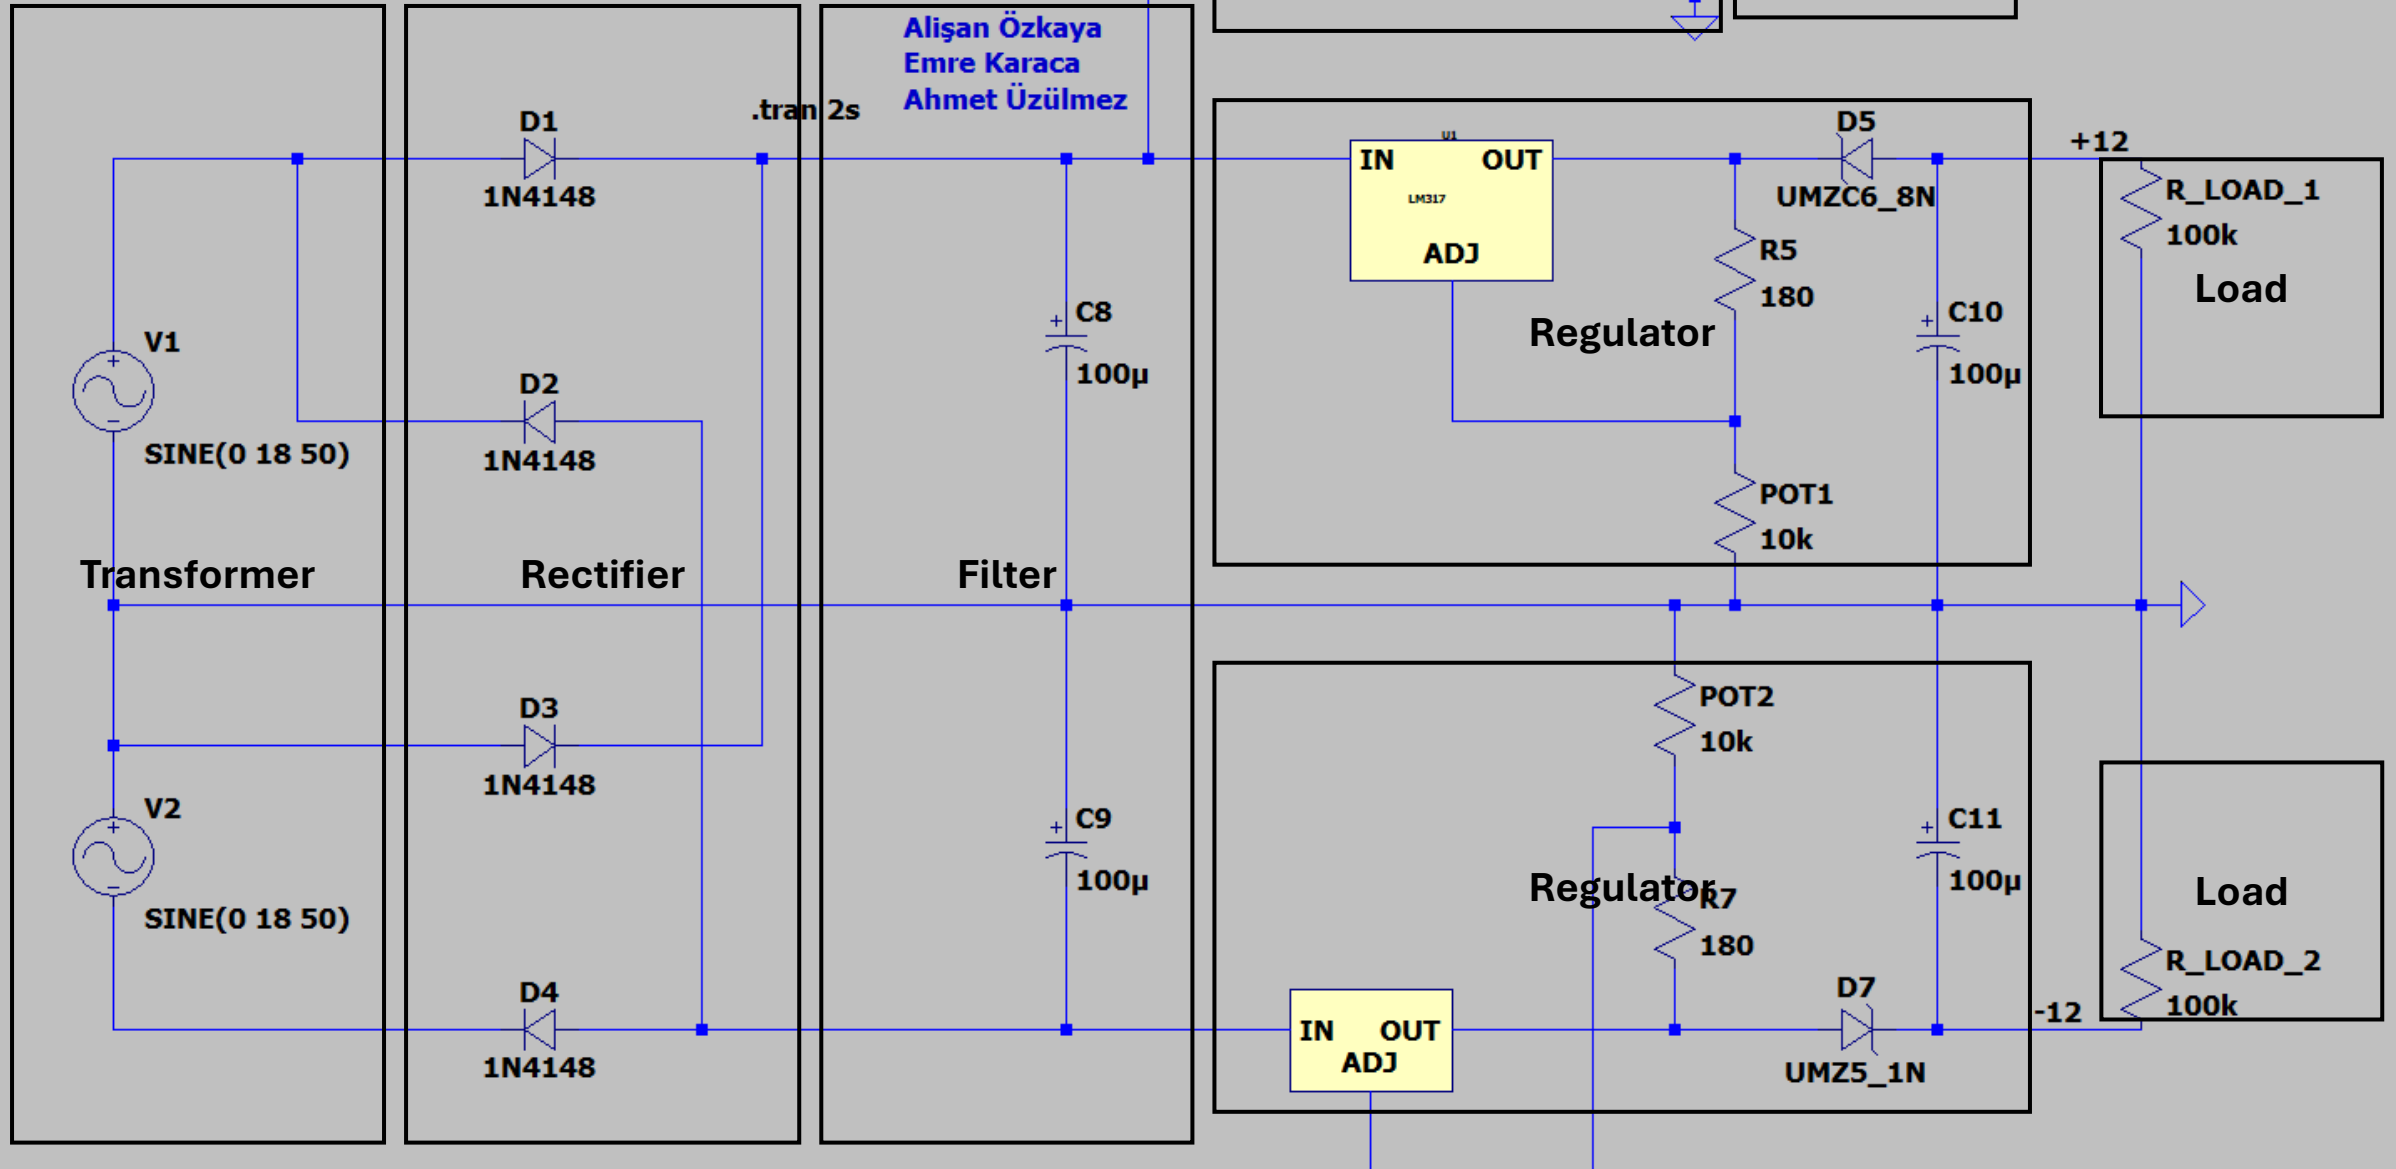 Alişan Özkaya
Emre Karaca
Ahmet Üzülmez
.tran 2s
D1
1N4148
D2
1N4148
V1
SINE(0 18 50)
Transformer
Rectifier
Filter
D3
1N4148
V2
SINE(0 18 50)
D4
1N4148
C8
100µ
C9
100µ
U1
IN OUT
LM317
ADJ
D5
UMZC6_8N
R5
180
Regulator
POT1
10k
C10
100µ
+12
R_LOAD_1
100k
Load
POT2
10k
Regulator
R7
180
IN OUT
ADJ
D7
UMZ5_1N
C11
100µ
-12
Load
R_LOAD_2
100k